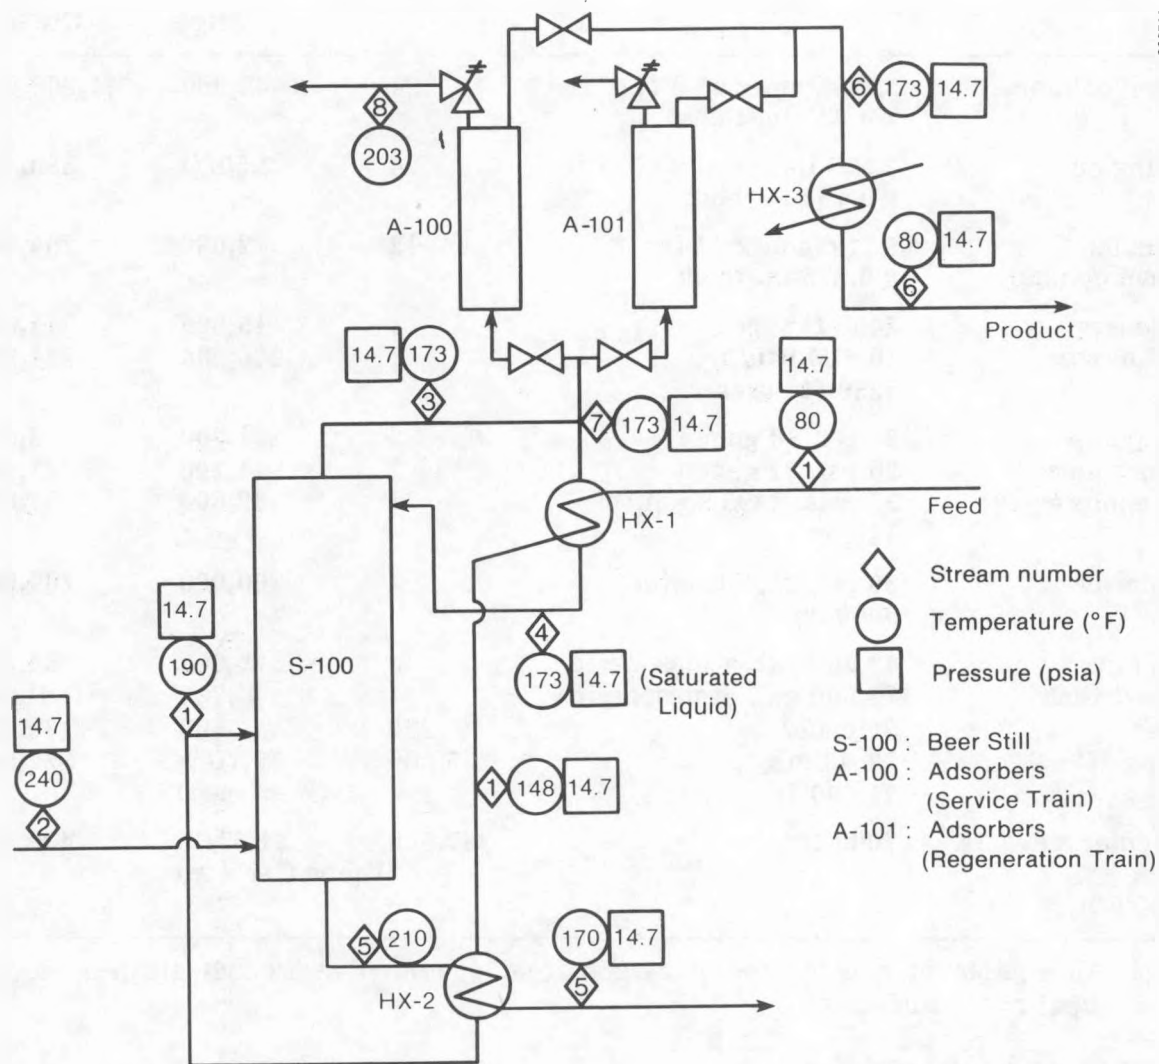 6
173
14.7
8
203
HX-3
A-100
A-101
80
14.7
6
Product
14.7
173
3
14.7
80
1
7
173
14.7
Feed
HX-1
Stream number
Temperature (°F)
Pressure (psia)
14.7
190
1
S-100
4
173
14.7
(Saturated
Liquid)
14.7
240
2
1
148
14.7
S-100 : Beer Still
A-100 : Adsorbers
(Service Train)
A-101 : Adsorbers
(Regeneration Train)
5
210
170
14.7
5
HX-2